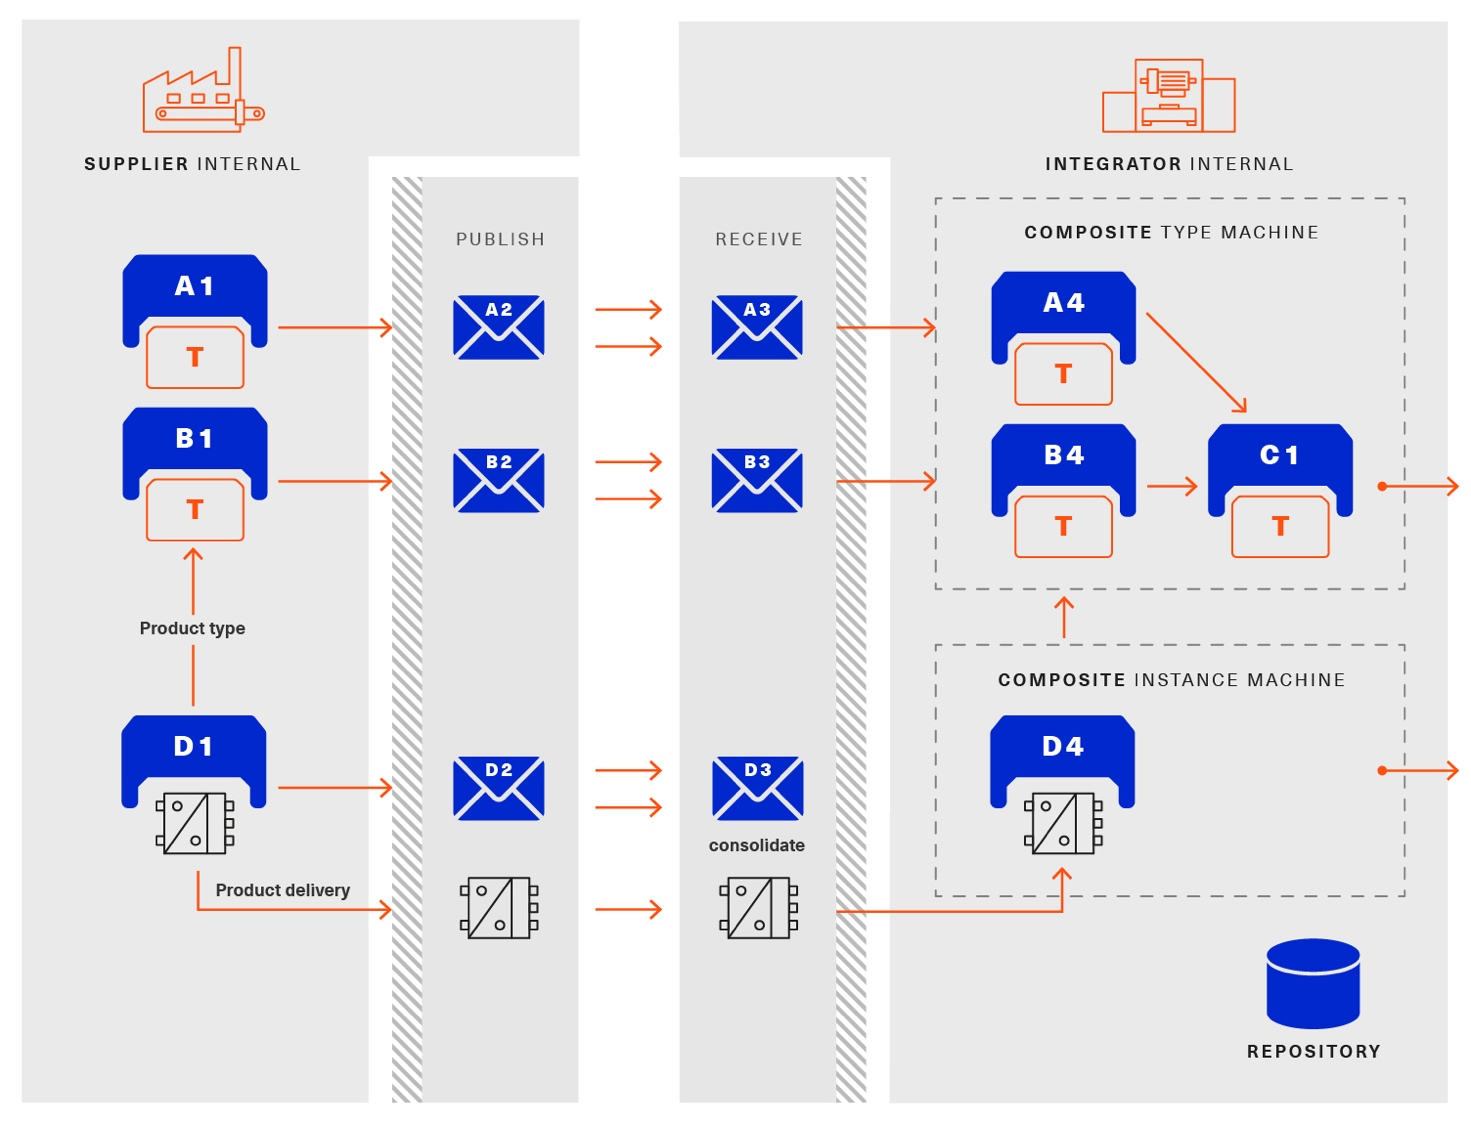 SUPPLIER INTERNAL
INTEGRATOR INTERNAL
PUBLISH
RECEIVE
COMPOSITE TYPE MACHINE
A1
T
A2
A3
A4
T
B1
T
B2
B3
B4
T
C1
T
Product type
COMPOSITE INSTANCE MACHINE
D1
D2
D3
D4
consolidate
Product delivery
REPOSITORY